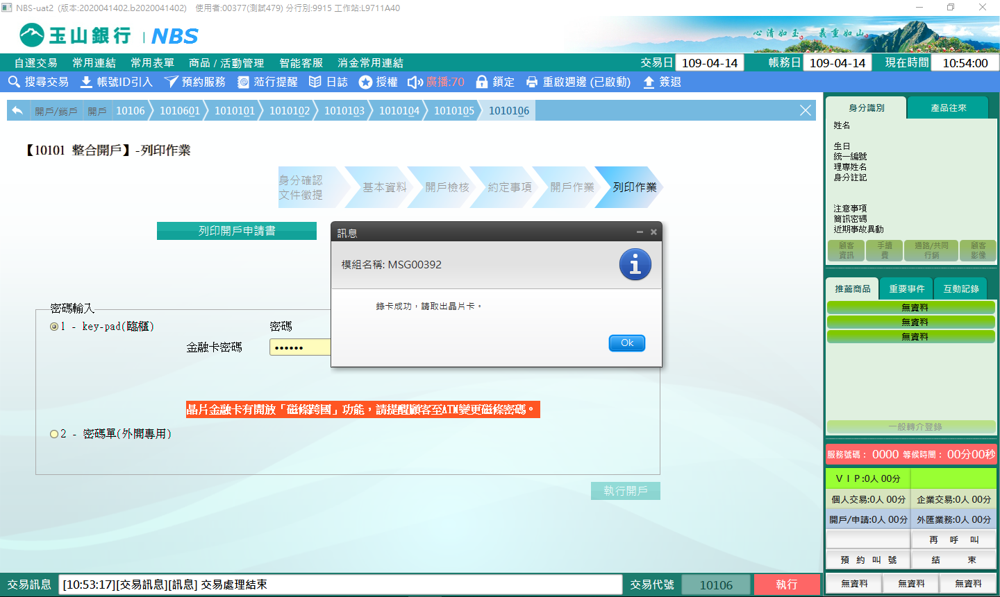 NBS-uat2 (版本:2020041402.b2020041402) 使用者:00377(測試479) 分行別:9915 工作站:L9711A40
玉山銀行 | NBS
心清如玉。義重如山。
自選交易 常用連結 常用表單 商品 / 活動管理 智能客服 消金常用連結
交易日 109-04-14 帳務日 109-04-14 現在時間 10:54:00
搜尋交易 帳號ID引入 預約服務 蒞行提醒 日誌 授權 廣播:70 鎖定 重啟週邊 (已啟動) 簽退
開戶/銷戶 開戶 10106 1010601 1010101 1010102 1010103 1010104 1010105 1010106
【10101 整合開戶】-列印作業
身分確認
文件徵提
基本資料 開戶檢核 約定事項 開戶作業 列印作業
列印開戶申請書
訊息
模組名稱: MSG00392
錄卡成功，請取出晶片卡。
Ok
密碼輸入
1 - key-pad(臨櫃) 密碼
金融卡密碼 ••••••
晶片金融卡有開放「磁條跨國」功能，請提醒顧客至ATM變更磁條密碼。
2 - 密碼單(外開專用)
執行開戶
身分識別 產品往來
姓名
生日
統一編號
理專姓名
身分註記
注意事項
簡訊密碼
近期事故異動
顧客
資訊
手續
費
通路/共同
行銷
顧客
影像
推薦商品 重要事件 互動記錄
無資料
無資料
無資料
一般轉介登錄
服務號碼： 0000 等候時間： 00分00秒
ＶＩＰ:0人 00分
個人交易:0人 00分 企業交易:0人 00分
開戶/申請:0人 00分 外匯業務:0人 00分
再 呼 叫
預 約 叫 號 結 束
無資料 無資料 無資料
交易訊息 [10:53:17][交易訊息][訊息] 交易處理結束 交易代號 10106 執行